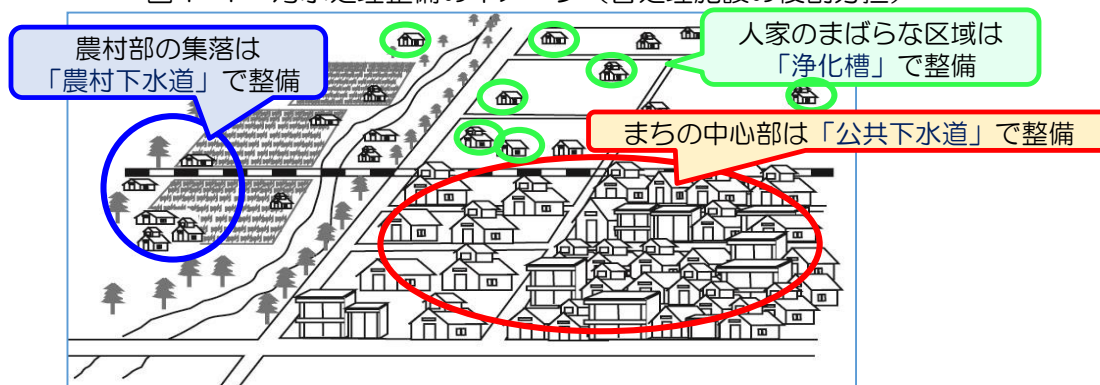 農村部の集落は
「農村下水道」で整備
人家のまばらな区域は
「浄化槽」で整備
まちの中心部は「公共下水道」で整備